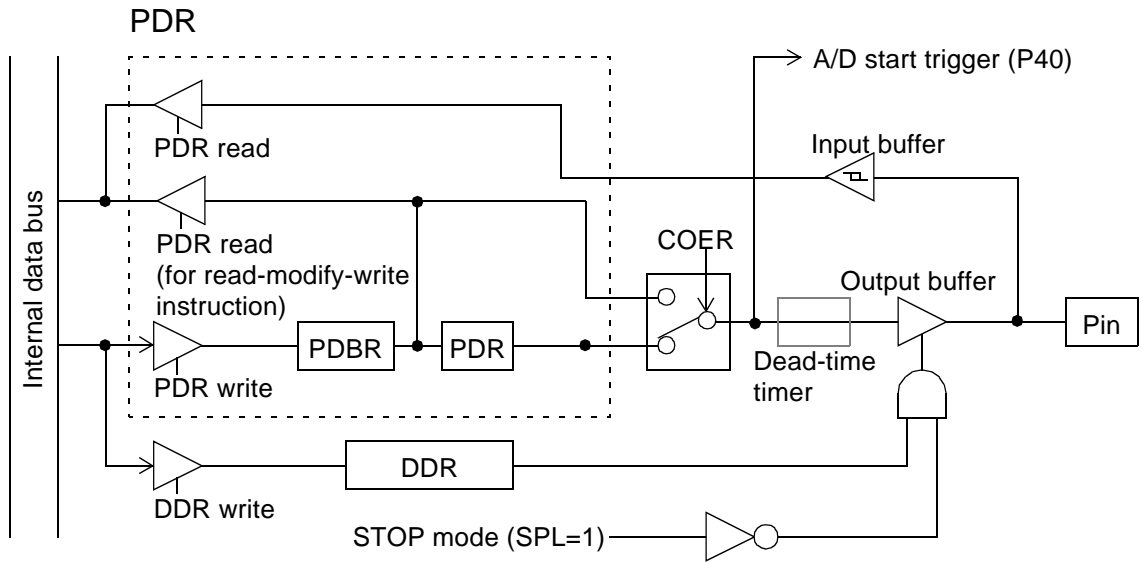 PDR
A/D start trigger (P40)
PDR read
Input buffer
Internal data bus
PDR read
(for read-modify-write
instruction)
COER
Output buffer
PDBR
PDR
Pin
PDR write
Dead-time
timer
DDR
DDR write
STOP mode (SPL=1)